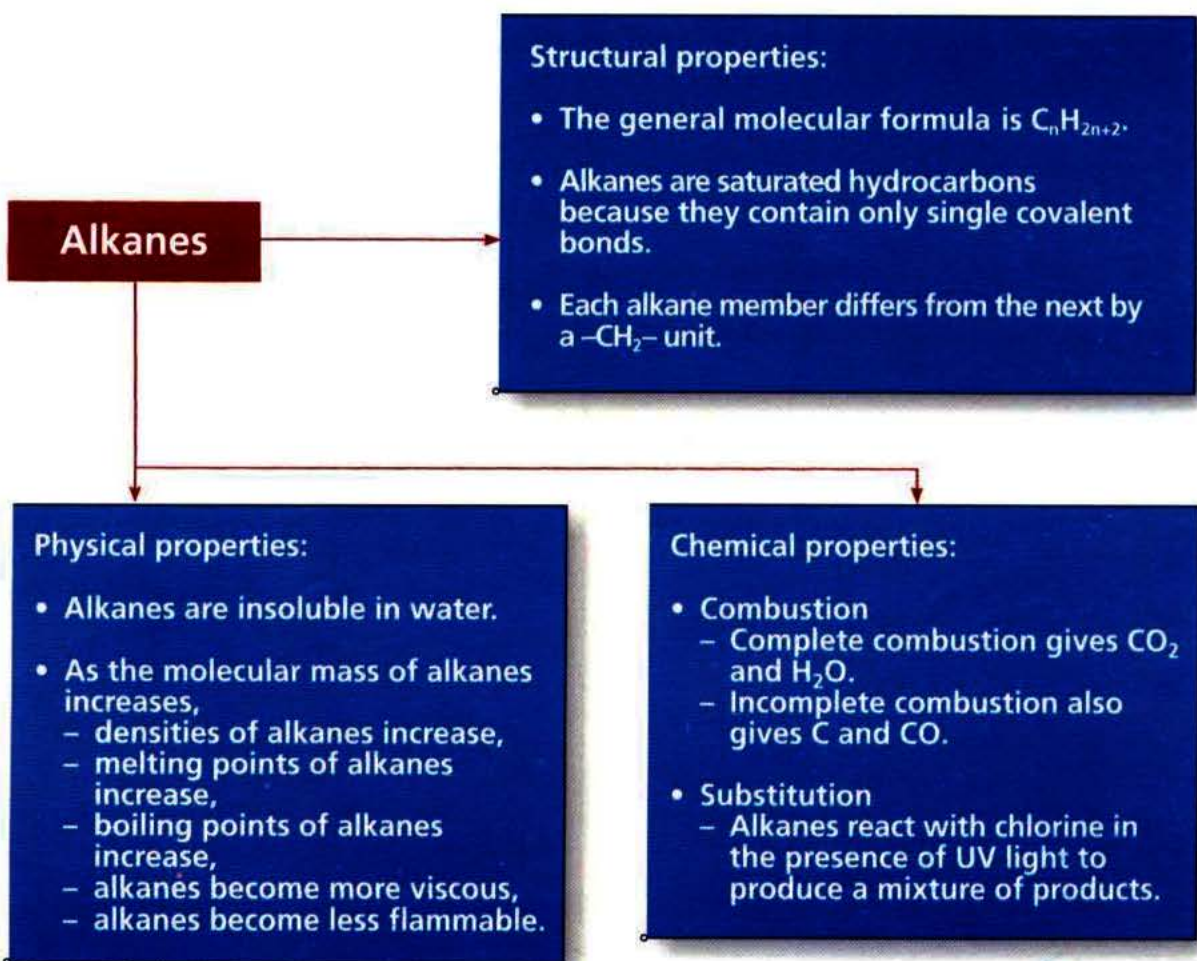 Structural properties:
• The general molecular formula is CₙH₂ₙ₊₂.
• Alkanes are saturated hydrocarbons
because they contain only single covalent
bonds.
• Each alkane member differs from the next by
a –CH₂– unit.
Alkanes
Physical properties:
• Alkanes are insoluble in water.
• As the molecular mass of alkanes
increases,
– densities of alkanes increase,
– melting points of alkanes
increase,
– boiling points of alkanes
increase,
– alkanes become more viscous,
– alkanes become less flammable.
Chemical properties:
• Combustion
– Complete combustion gives CO₂
and H₂O.
– Incomplete combustion also
gives C and CO.
• Substitution
– Alkanes react with chlorine in
the presence of UV light to
produce a mixture of products.